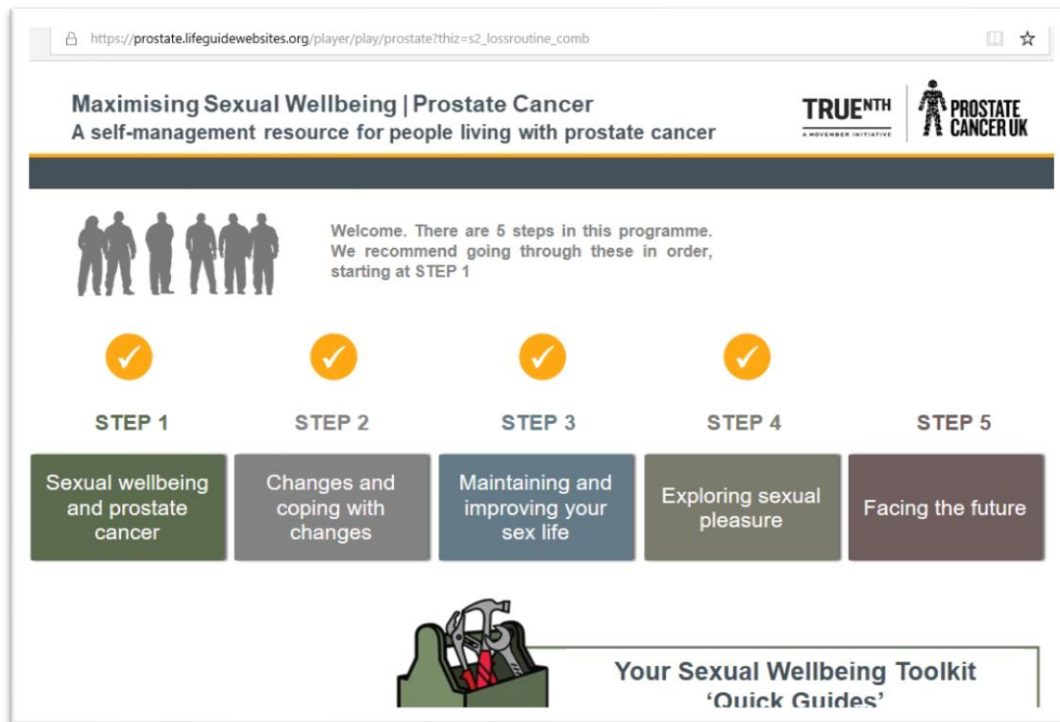 https://prostate.lifeguidewebsites.org/player/play/prostate?thiz=s2_lossroutine_comb
Maximising Sexual Wellbeing | Prostate Cancer
A self-management resource for people living with prostate cancer
TRUENTH
A MOVEMBER INITIATIVE
PROSTATE
CANCER UK
Welcome. There are 5 steps in this programme.
We recommend going through these in order,
starting at STEP 1
STEP 1
STEP 2
STEP 3
STEP 4
STEP 5
Sexual wellbeing
and prostate
cancer
Changes and
coping with
changes
Maintaining and
improving your
sex life
Exploring sexual
pleasure
Facing the future
Your Sexual Wellbeing Toolkit
'Quick Guides'